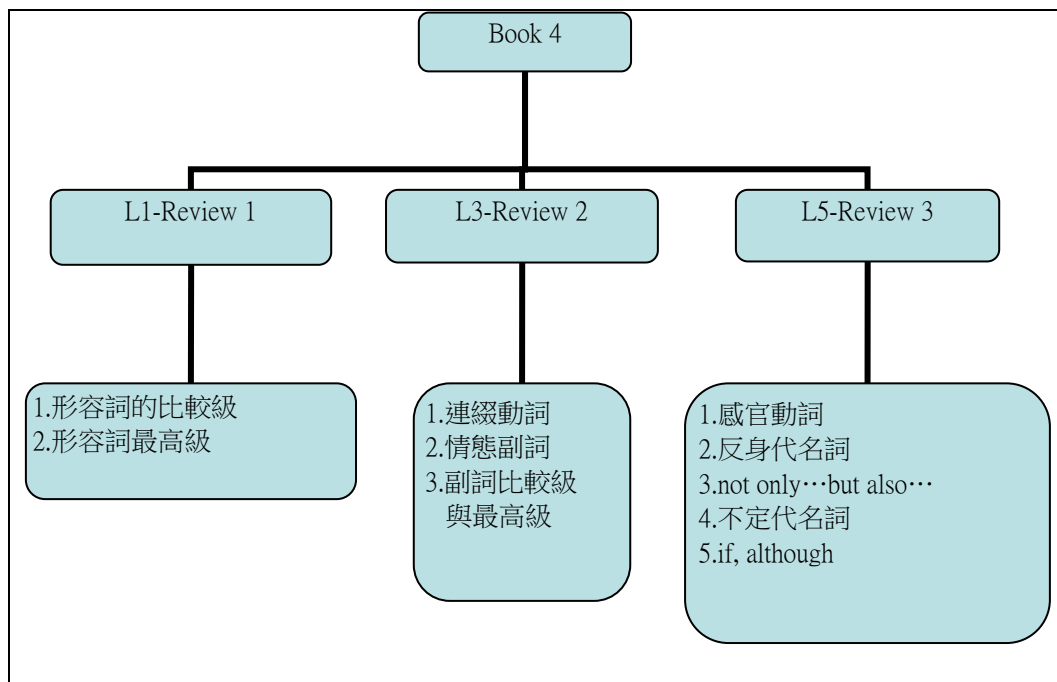 Book 4
L1-Review 1
L3-Review 2
L5-Review 3
1.形容詞的比較級
2.形容詞最高級
1.連綴動詞
2.情態副詞
3.副詞比較級
與最高級
1.感官動詞
2.反身代名詞
3.not only…but also…
4.不定代名詞
5.if, although